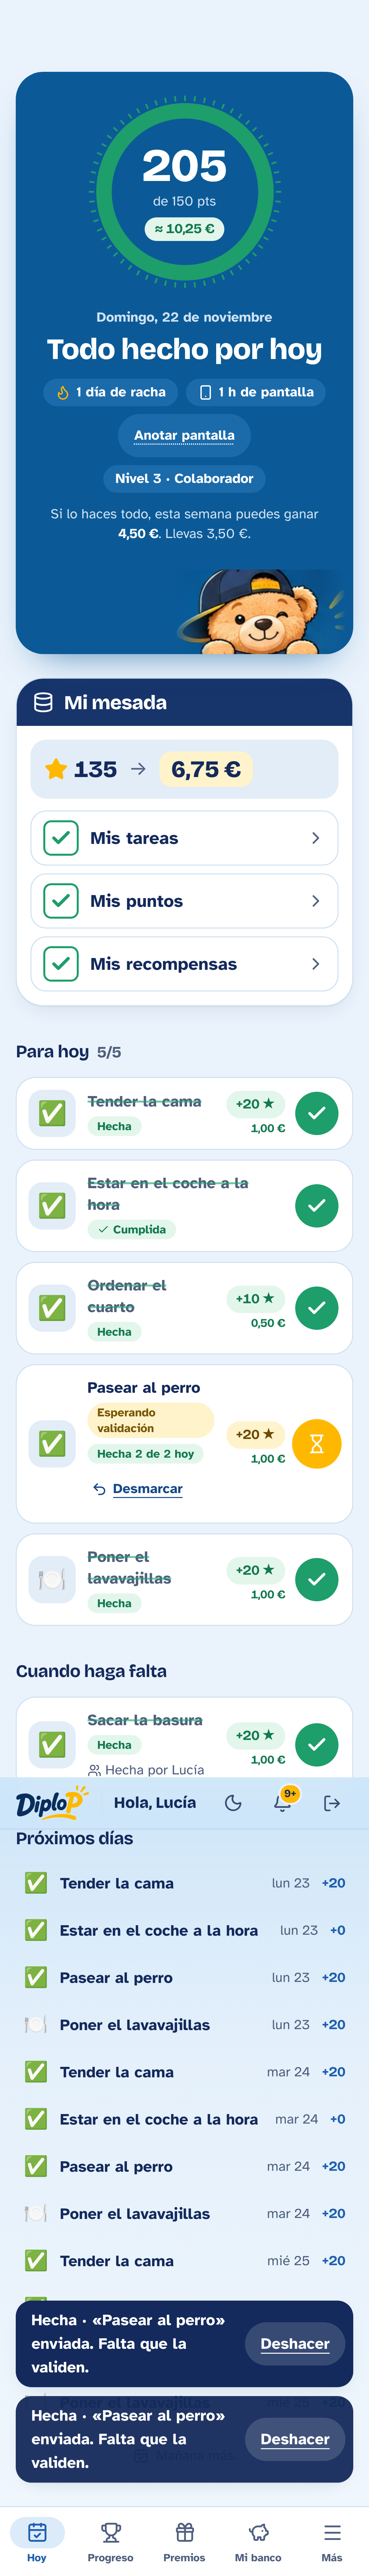 205
de 150 pts
≈ 10,25 €
Domingo, 22 de noviembre
Todo hecho por hoy
1 día de racha
1 h de pantalla
Anotar pantalla
Nivel 3 · Colaborador
Si lo haces todo, esta semana puedes ganar
4,50 €. Llevas 3,50 €.
Mi mesada
135 → 6,75 €
Mis tareas
Mis puntos
Mis recompensas
Para hoy 5/5
Tender la cama
Hecha
+20 ★
1,00 €
Estar en el coche a la
hora
Cumplida
Ordenar el
cuarto
Hecha
+10 ★
0,50 €
Pasear al perro
Esperando
validación
Hecha 2 de 2 hoy
Desmarcar
+20 ★
1,00 €
Poner el
lavavajillas
Hecha
+20 ★
1,00 €
Cuando haga falta
Sacar la basura
Hecha
Hecha por Lucía
+20 ★
1,00 €
DiploP
Hola, Lucía
9+
Próximos días
Tender la cama lun 23 +20
Estar en el coche a la hora lun 23 +0
Pasear al perro lun 23 +20
Poner el lavavajillas lun 23 +20
Tender la cama mar 24 +20
Estar en el coche a la hora mar 24 +0
Pasear al perro mar 24 +20
Poner el lavavajillas mar 24 +20
Tender la cama mié 25 +20
Hecha · «Pasear al perro»
enviada. Falta que la
validen.
Deshacer
Hecha · «Pasear al perro»
enviada. Falta que la
validen.
Deshacer
Hoy
Progreso
Premios
Mi banco
Más